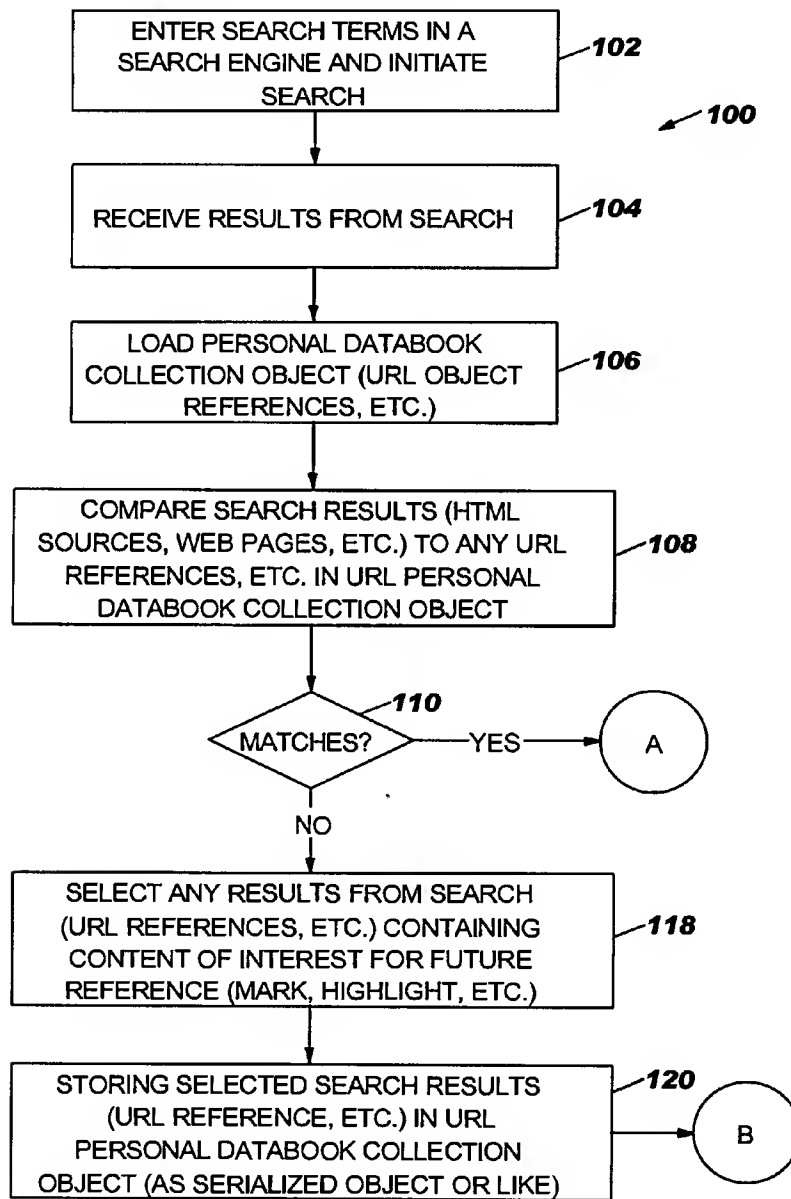 ENTER SEARCH TERMS IN A
SEARCH ENGINE AND INITIATE
SEARCH
102
100
RECEIVE RESULTS FROM SEARCH
104
LOAD PERSONAL DATABOOK
COLLECTION OBJECT (URL OBJECT
REFERENCES, ETC.)
106
COMPARE SEARCH RESULTS (HTML
SOURCES, WEB PAGES, ETC.) TO ANY URL
REFERENCES, ETC. IN URL PERSONAL
DATABOOK COLLECTION OBJECT
108
110
MATCHES?
YES
A
NO
SELECT ANY RESULTS FROM SEARCH
(URL REFERENCES, ETC.) CONTAINING
CONTENT OF INTEREST FOR FUTURE
REFERENCE (MARK, HIGHLIGHT, ETC.)
118
STORING SELECTED SEARCH RESULTS
(URL REFERENCE, ETC.) IN URL
PERSONAL DATABOOK COLLECTION
OBJECT (AS SERIALIZED OBJECT OR LIKE)
120
B